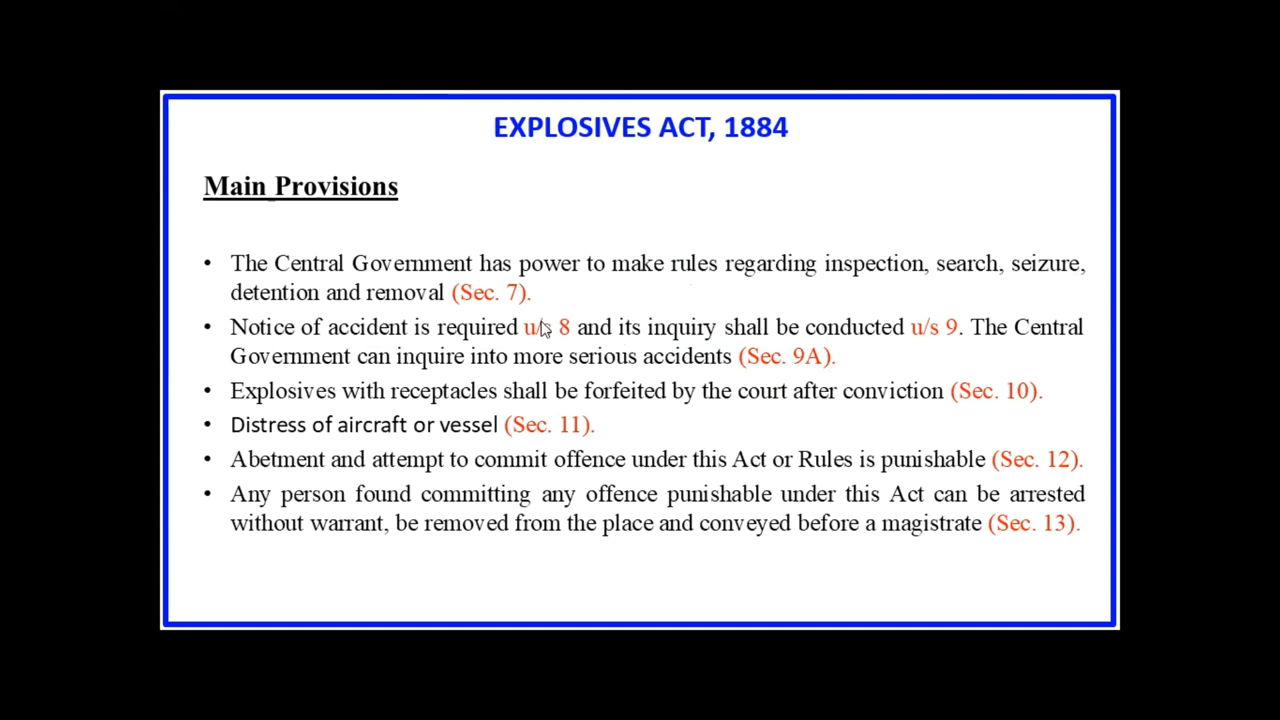 EXPLOSIVES ACT, 1884
Main Provisions
• The Central Government has power to make rules regarding inspection, search, seizure,
detention and removal (Sec. 7).
• Notice of accident is required u/s 8 and its inquiry shall be conducted u/s 9. The Central
Government can inquire into more serious accidents (Sec. 9A).
• Explosives with receptacles shall be forfeited by the court after conviction (Sec. 10).
• Distress of aircraft or vessel (Sec. 11).
• Abetment and attempt to commit offence under this Act or Rules is punishable (Sec. 12).
• Any person found committing any offence punishable under this Act can be arrested
without warrant, be removed from the place and conveyed before a magistrate (Sec. 13).